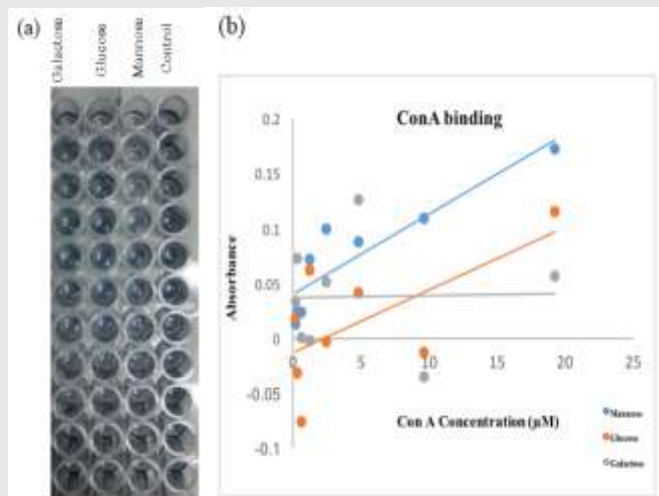 (a)
Galactose
Glucose
Mannose
Control
(b)
ConA binding
Absorbance
0.2
0.15
0.1
0.05
0
-0.05
-0.1
0
5
10
15
20
25
Con A Concentration (µM)
Mannose
Glucose
Galactose